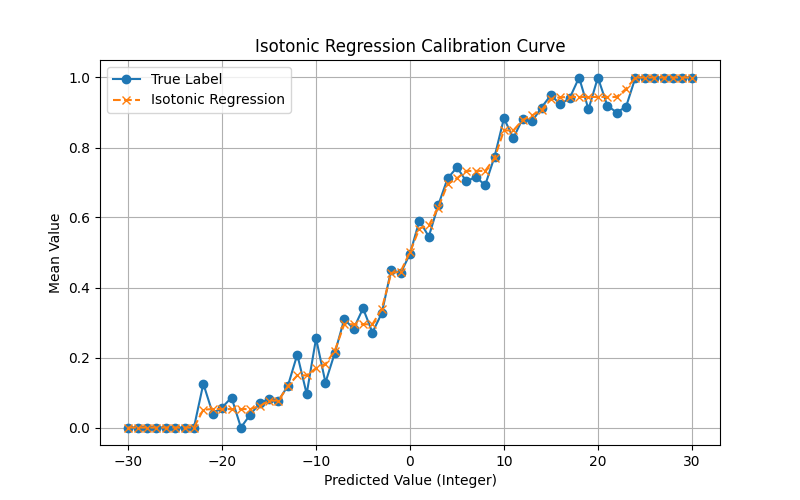 Isotonic Regression Calibration Curve
True Label
Isotonic Regression
1.0
0.8
0.6
0.4
0.2
0.0
Mean Value
−30
−20
−10
0
10
20
30
Predicted Value (Integer)